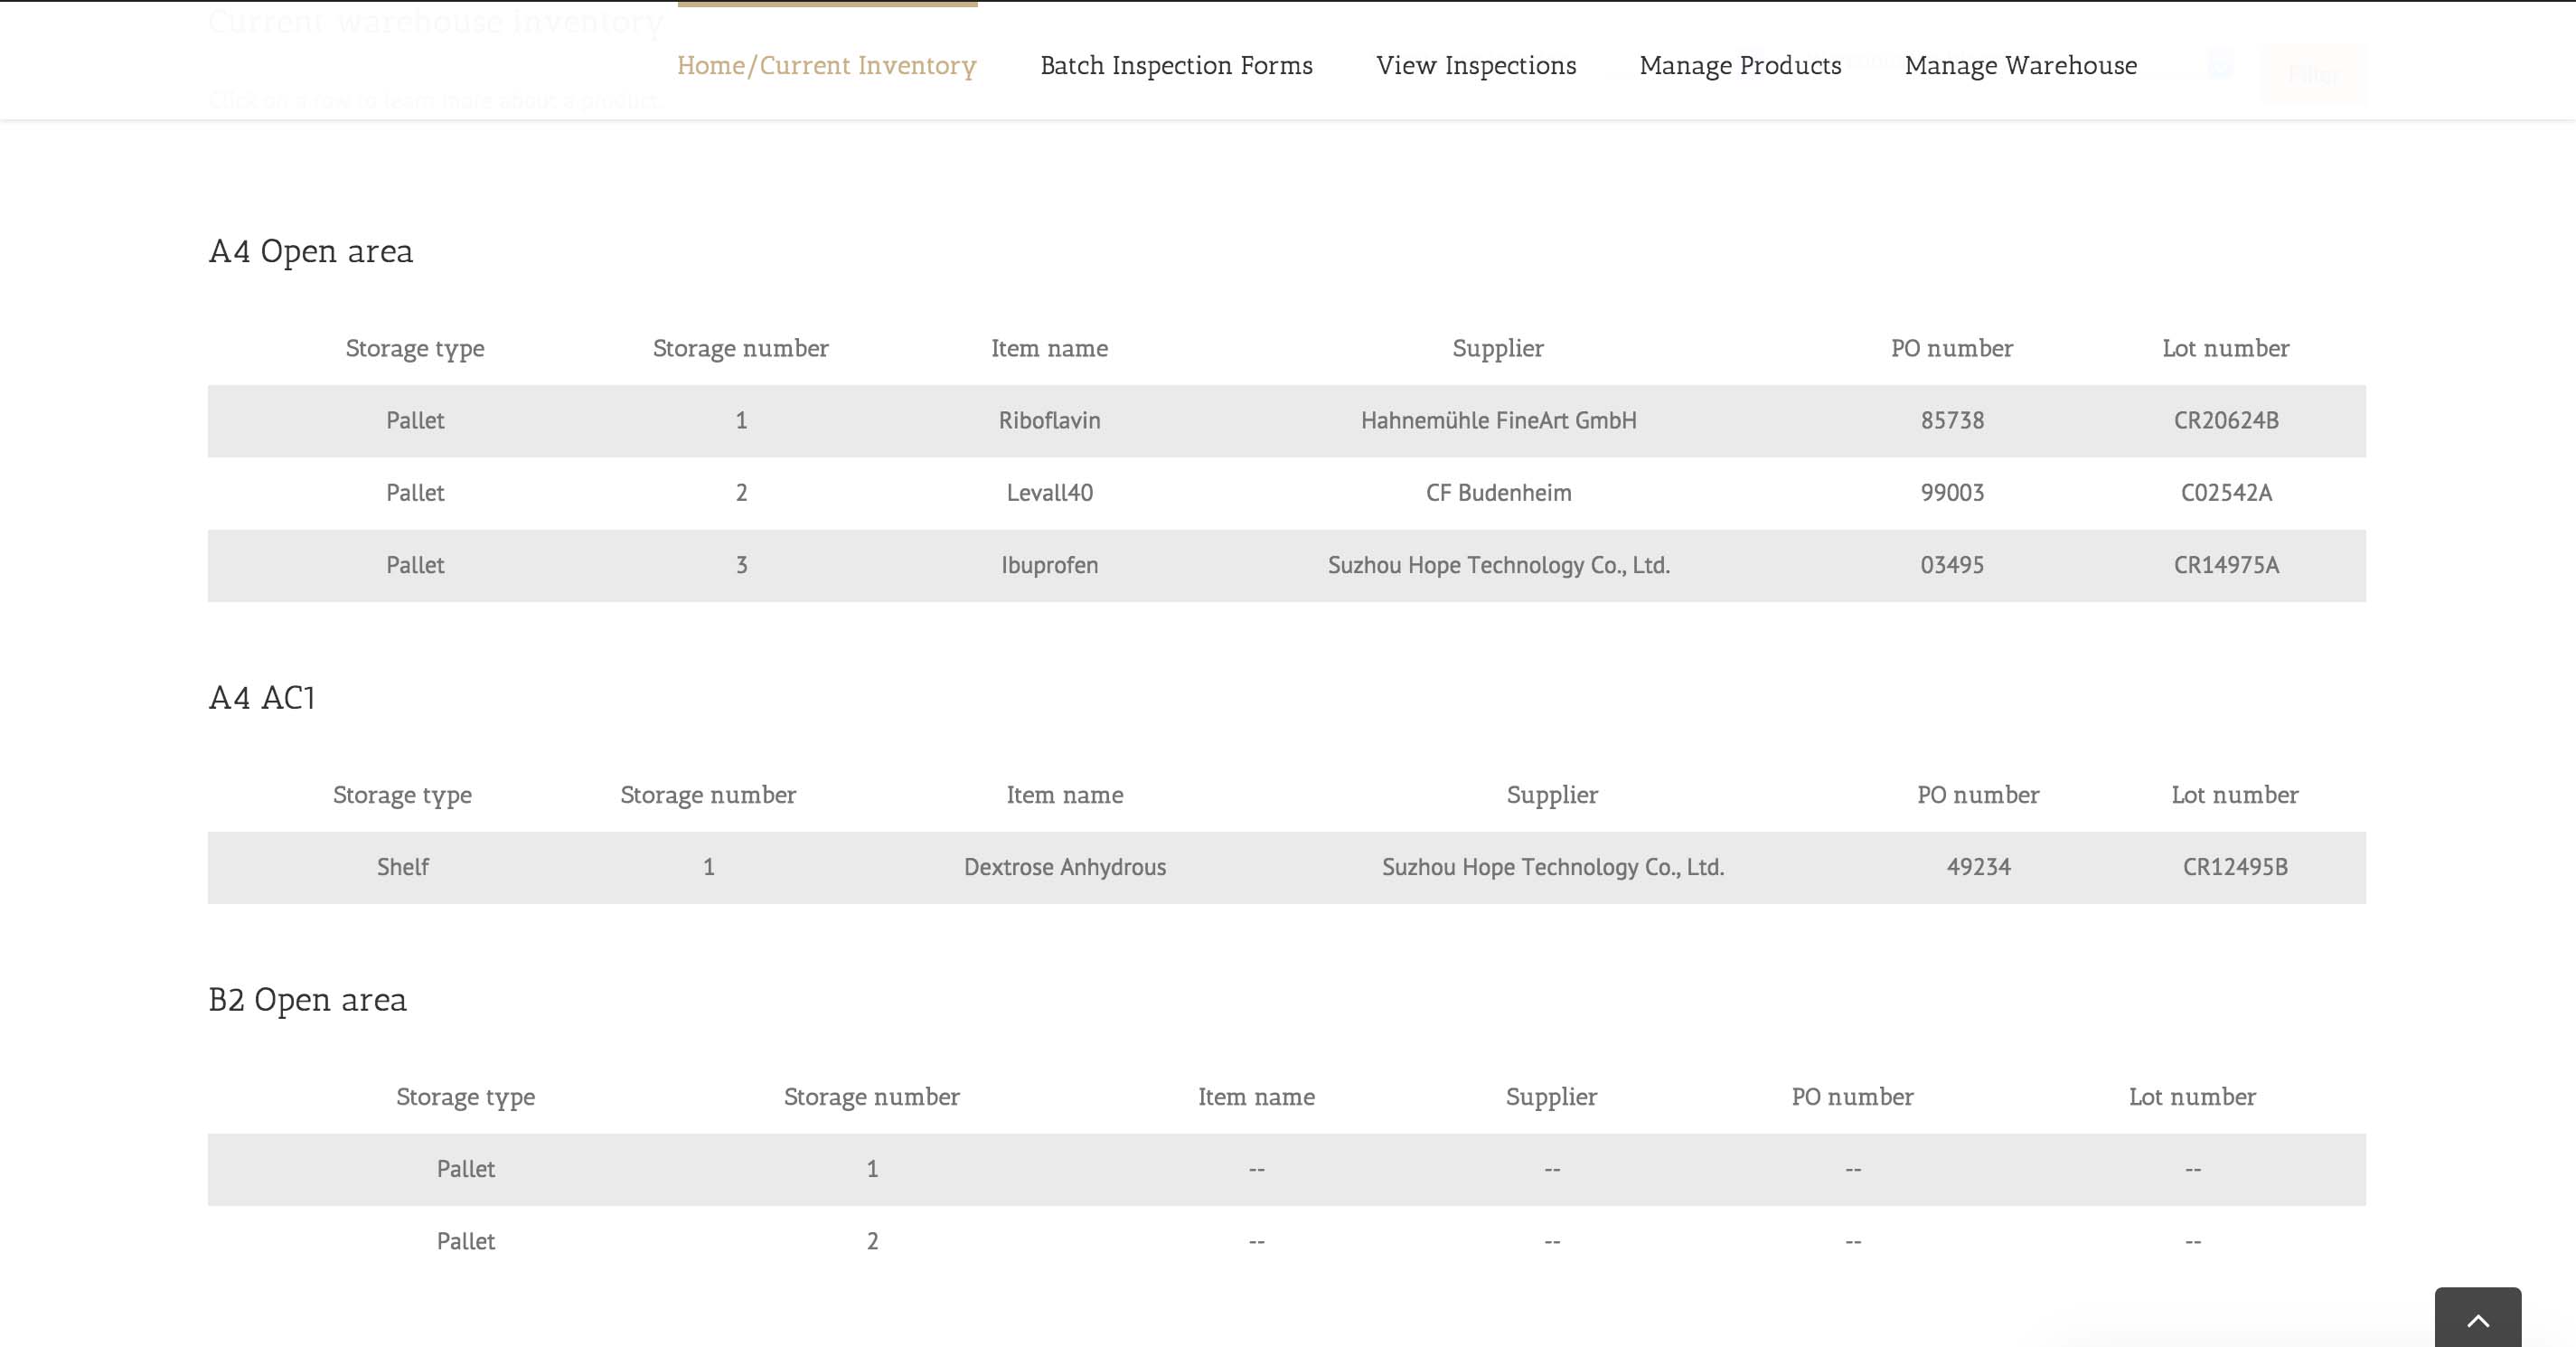 Current warehouse inventory
Home/Current Inventory Batch Inspection Forms View Inspections Manage Products Manage Warehouse Filter
Click on a row to learn more about a product.
A4 Open area
Storage type Storage number Item name Supplier PO number Lot number
Pallet 1 Riboflavin Hahnemühle FineArt GmbH 85738 CR20624B
Pallet 2 Levall40 CF Budenheim 99003 C02542A
Pallet 3 Ibuprofen Suzhou Hope Technology Co., Ltd. 03495 CR14975A
A4 AC1
Storage type Storage number Item name Supplier PO number Lot number
Shelf 1 Dextrose Anhydrous Suzhou Hope Technology Co., Ltd. 49234 CR12495B
B2 Open area
Storage type Storage number Item name Supplier PO number Lot number
Pallet 1 -- -- -- --
Pallet 2 -- -- -- --